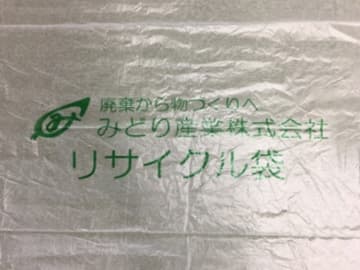 廃棄から物づくりへ
み
みどり産業株式会社
リサイクル袋